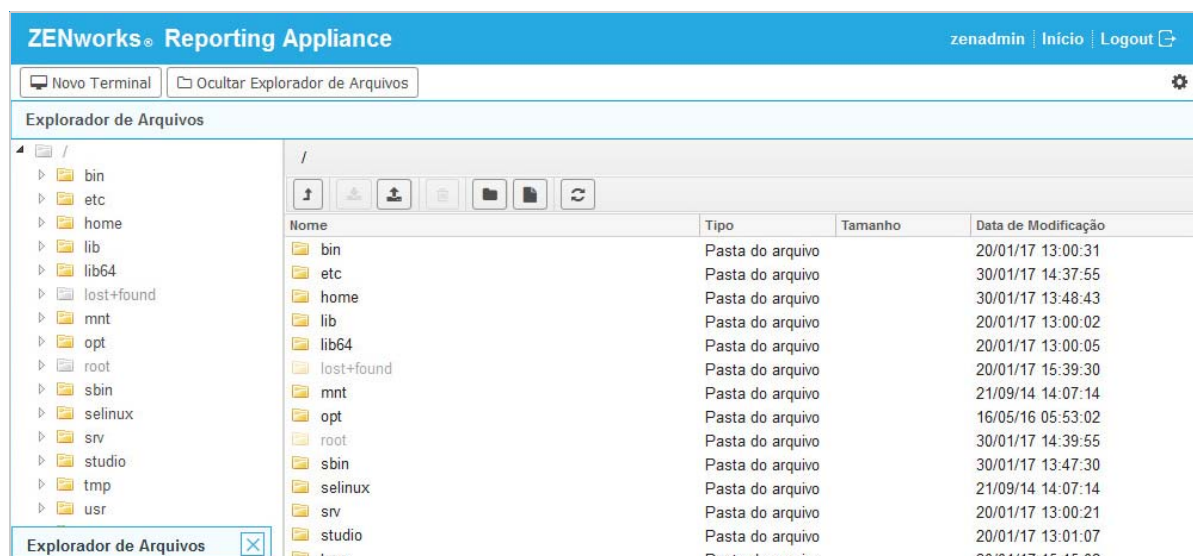 ZENworks® Reporting Appliance
zenadmin Início Logout
Novo Terminal Ocultar Explorador de Arquivos
Explorador de Arquivos
/
bin
etc
home
lib
lib64
lost+found
mnt
opt
root
sbin
selinux
srv
studio
tmp
usr
Explorador de Arquivos
/
Nome Tipo Tamanho Data de Modificação
bin Pasta do arquivo 20/01/17 13:00:31
etc Pasta do arquivo 30/01/17 14:37:55
home Pasta do arquivo 30/01/17 13:48:43
lib Pasta do arquivo 20/01/17 13:00:02
lib64 Pasta do arquivo 20/01/17 13:00:05
lost+found Pasta do arquivo 20/01/17 15:39:30
mnt Pasta do arquivo 21/09/14 14:07:14
opt Pasta do arquivo 16/05/16 05:53:02
root Pasta do arquivo 30/01/17 14:39:55
sbin Pasta do arquivo 30/01/17 13:47:30
selinux Pasta do arquivo 21/09/14 14:07:14
srv Pasta do arquivo 20/01/17 13:00:21
studio Pasta do arquivo 20/01/17 13:01:07